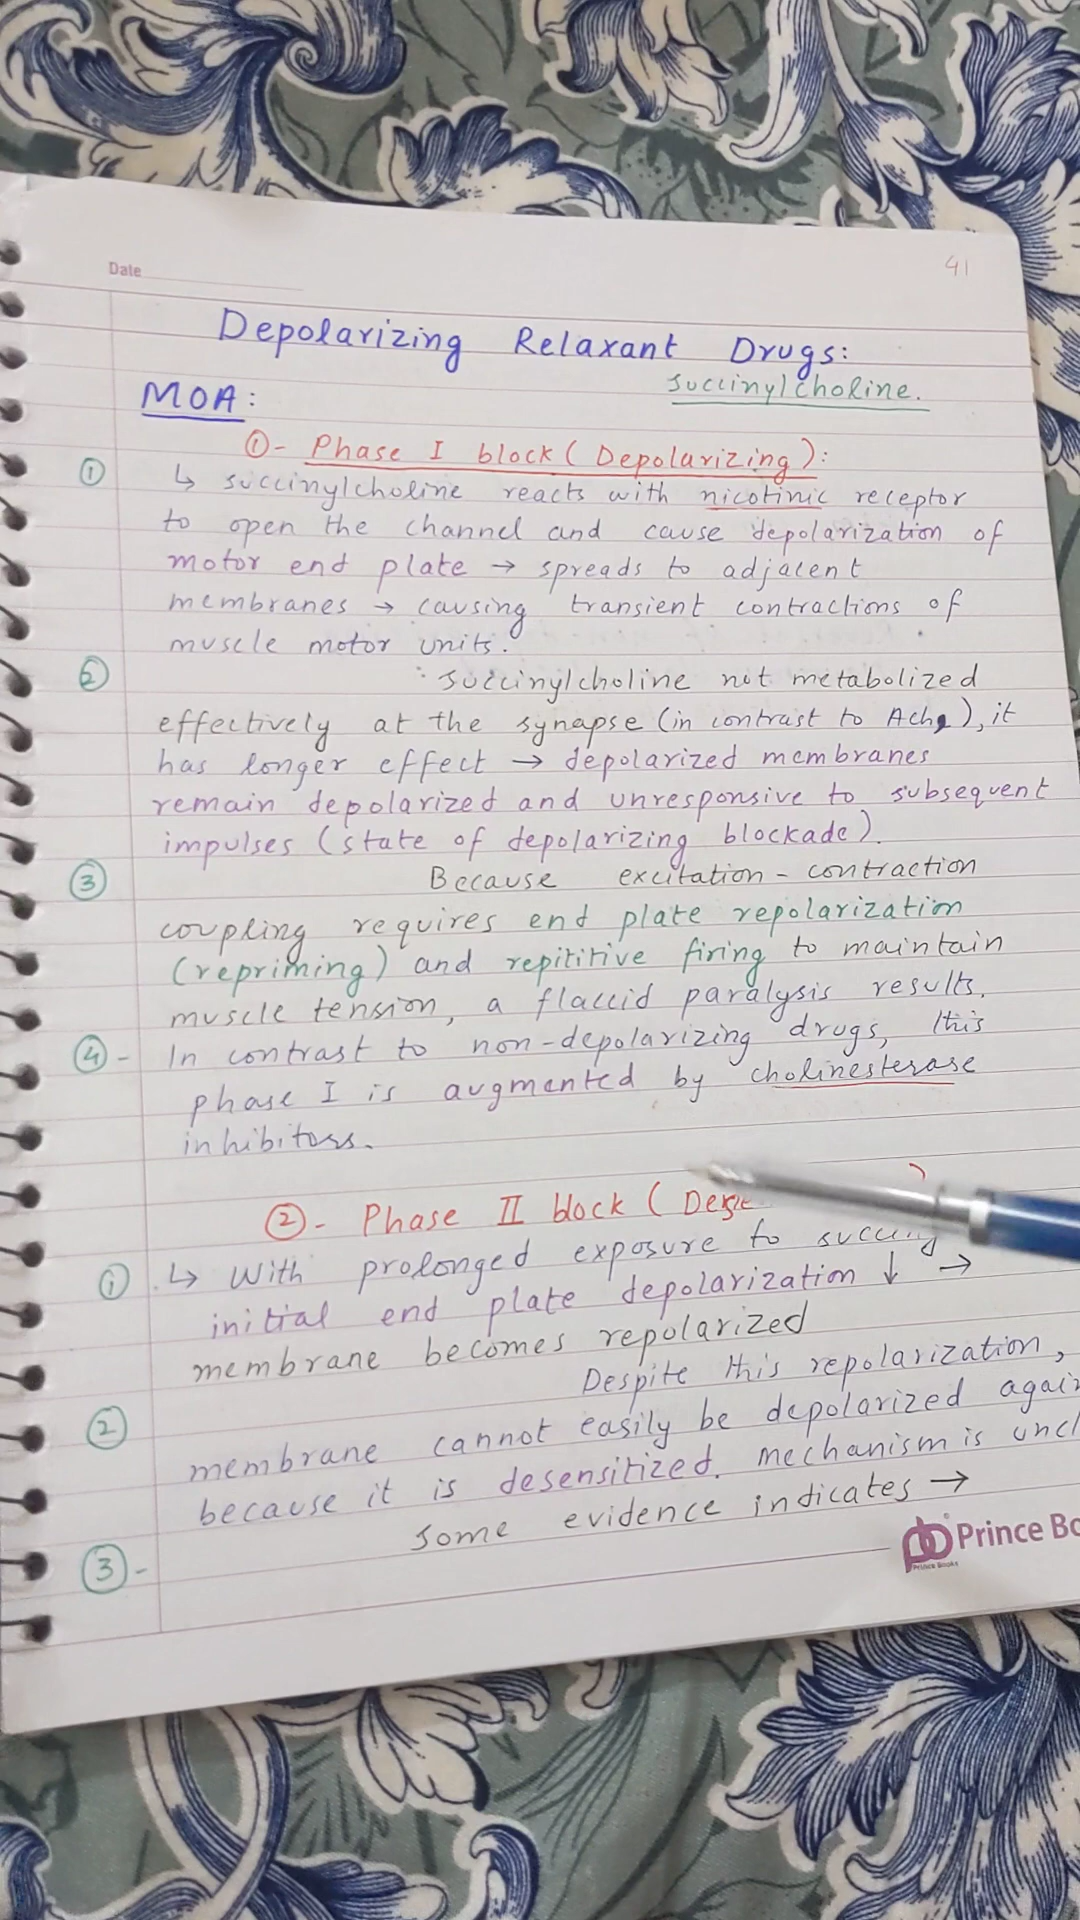 Date
41
Depolarizing Relaxant Drugs:
succinylcholine.
MOA:
①- Phase I block (Depolarizing):
① ↳ succinylcholine reacts with nicotinic receptor
to open the channel and cause depolarization of
motor end plate → spreads to adjacent
membranes → causing transient contractions of
muscle motor units.
② succinylcholine not metabolized
effectively at the synapse (in contrast to Ach), it
has longer effect → depolarized membranes
remain depolarized and unresponsive to subsequent
impulses (state of depolarizing blockade).
③ Because excitation - contraction
coupling requires end plate repolarization
(repriming) and repititive firing to maintain
muscle tension, a flaccid paralysis results.
④- In contrast to non-depolarizing drugs, this
phase I is augmented by cholinesterase
inhibitors.
②- Phase II block (
① ↳ With prolonged exposure to
initial end plate depolarization ↓ →
membrane becomes repolarized
Despite this repolarization,
② membrane cannot easily be depolarized
because it is desensitized. mechanism is
some evidence indicates →
③-
Prince
Prince Books